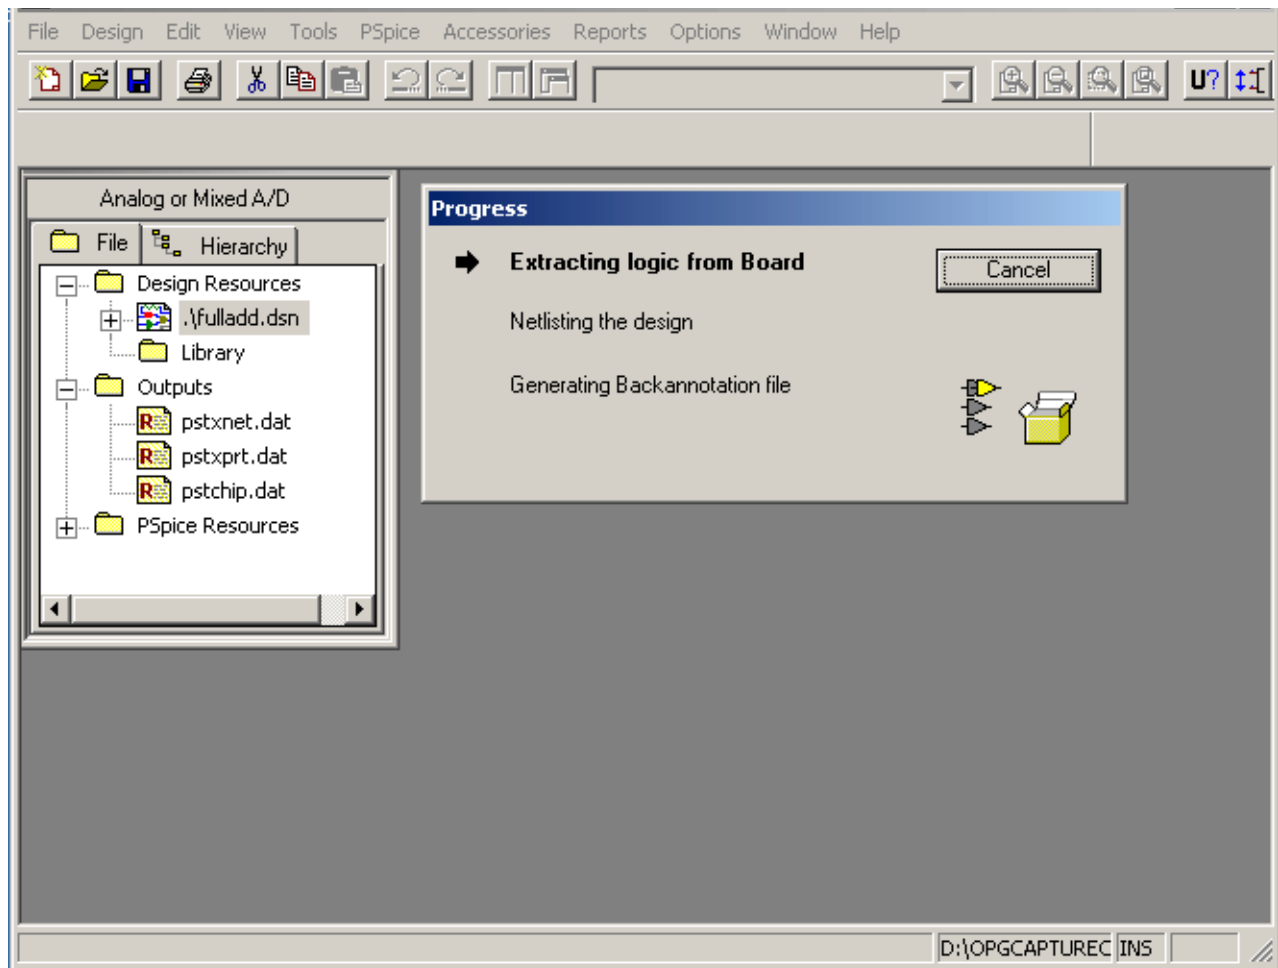 File Design Edit View Tools PSpice Accessories Reports Options Window Help
U?
Analog or Mixed A/D
File Hierarchy
Design Resources
.\fulladd.dsn
Library
Outputs
R pstxnet.dat
R pstxprt.dat
R pstchip.dat
PSpice Resources
Progress
Extracting logic from Board
Cancel
Netlisting the design
Generating Backannotation file
D:\OPGCAPTUREC INS